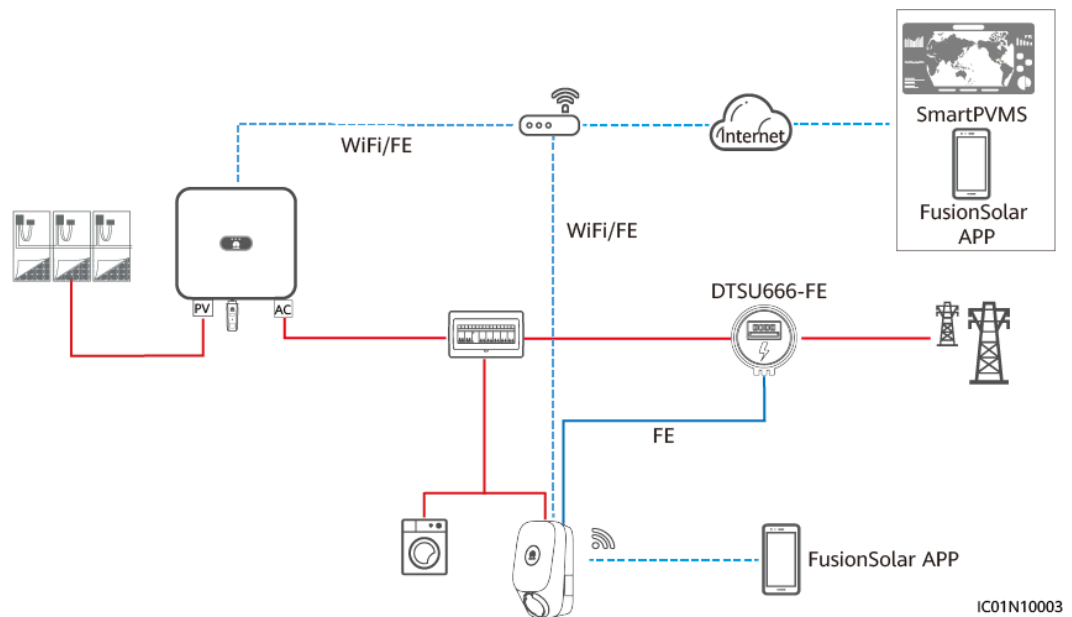 SmartPVMS
Internet
WiFi/FE
FusionSolar
APP
WiFi/FE
DTSU666-FE
PV
AC
FE
FusionSolar APP
IC01N10003